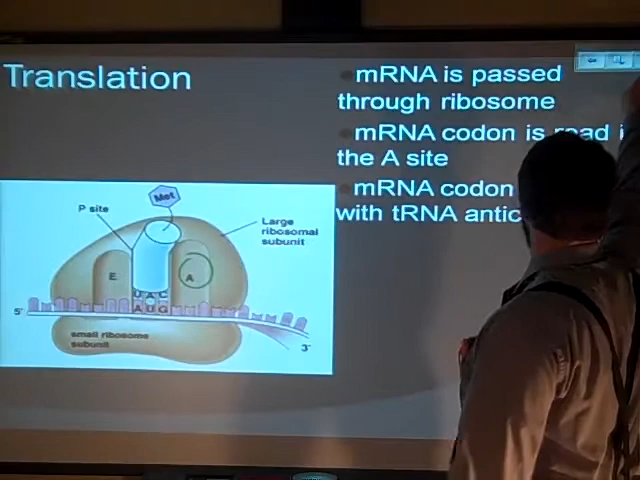 Translation
mRNA is passed
through ribosome
mRNA codon is read
the A site
mRNA codon
with tRNA antic
Met
P site
Large
ribosomal
subunit
E
A
U A C
A U G
5'
small ribosome
subunit
3'